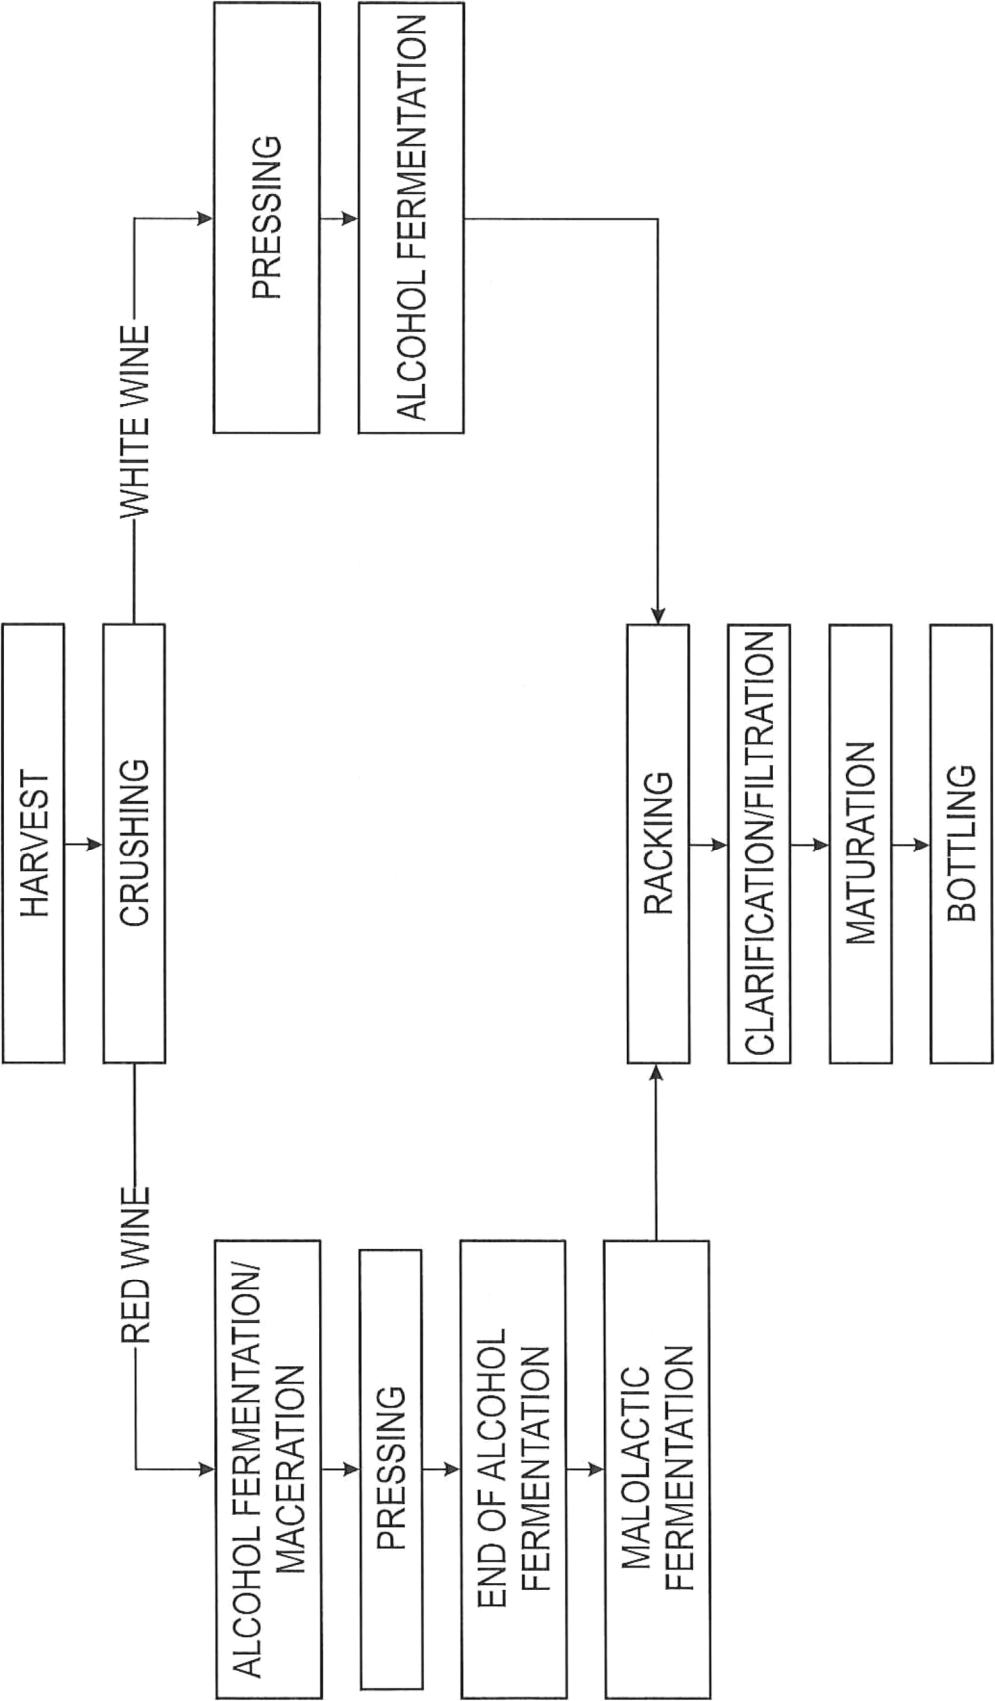 HARVEST
CRUSHING
RED WINE
WHITE WINE
ALCOHOL FERMENTATION/
MACERATION
PRESSING
END OF ALCOHOL
FERMENTATION
MALOLACTIC
FERMENTATION
PRESSING
ALCOHOL FERMENTATION
RACKING
CLARIFICATION/FILTRATION
MATURATION
BOTTLING